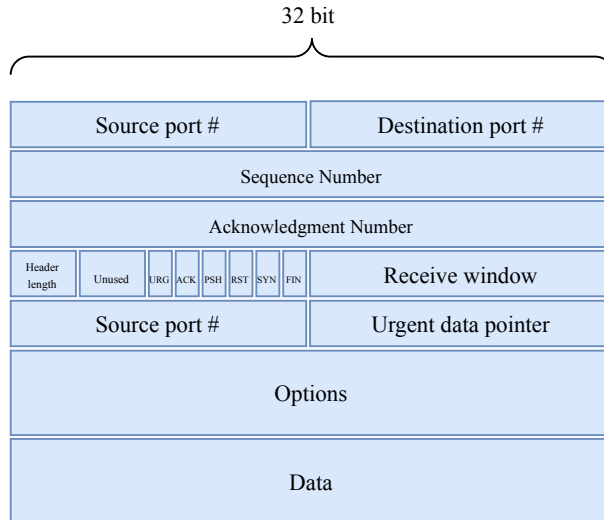 32 bit
Source port #
Destination port #
Sequence Number
Acknowledgment Number
Header
length
Unused
URG
ACK
PSH
RST
SYN
FIN
Receive window
Source port #
Urgent data pointer
Options
Data